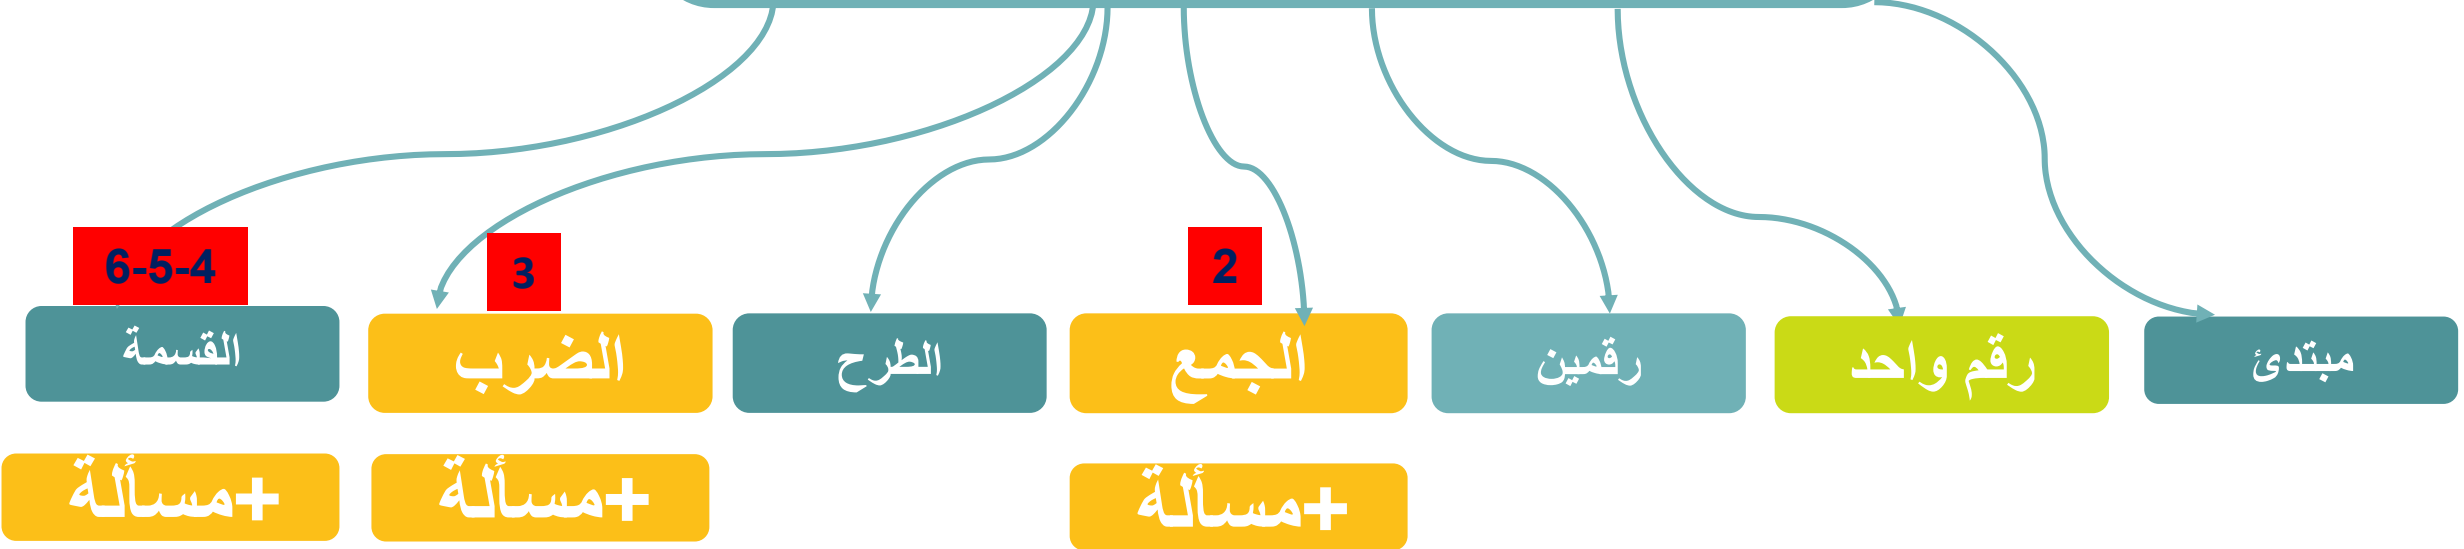 6-5-4
3
2
مبتدئ
رقم واحد
رقمين
الجمع
الطرح
الضرب
القسمة
+مسألة
+مسألة
+مسألة